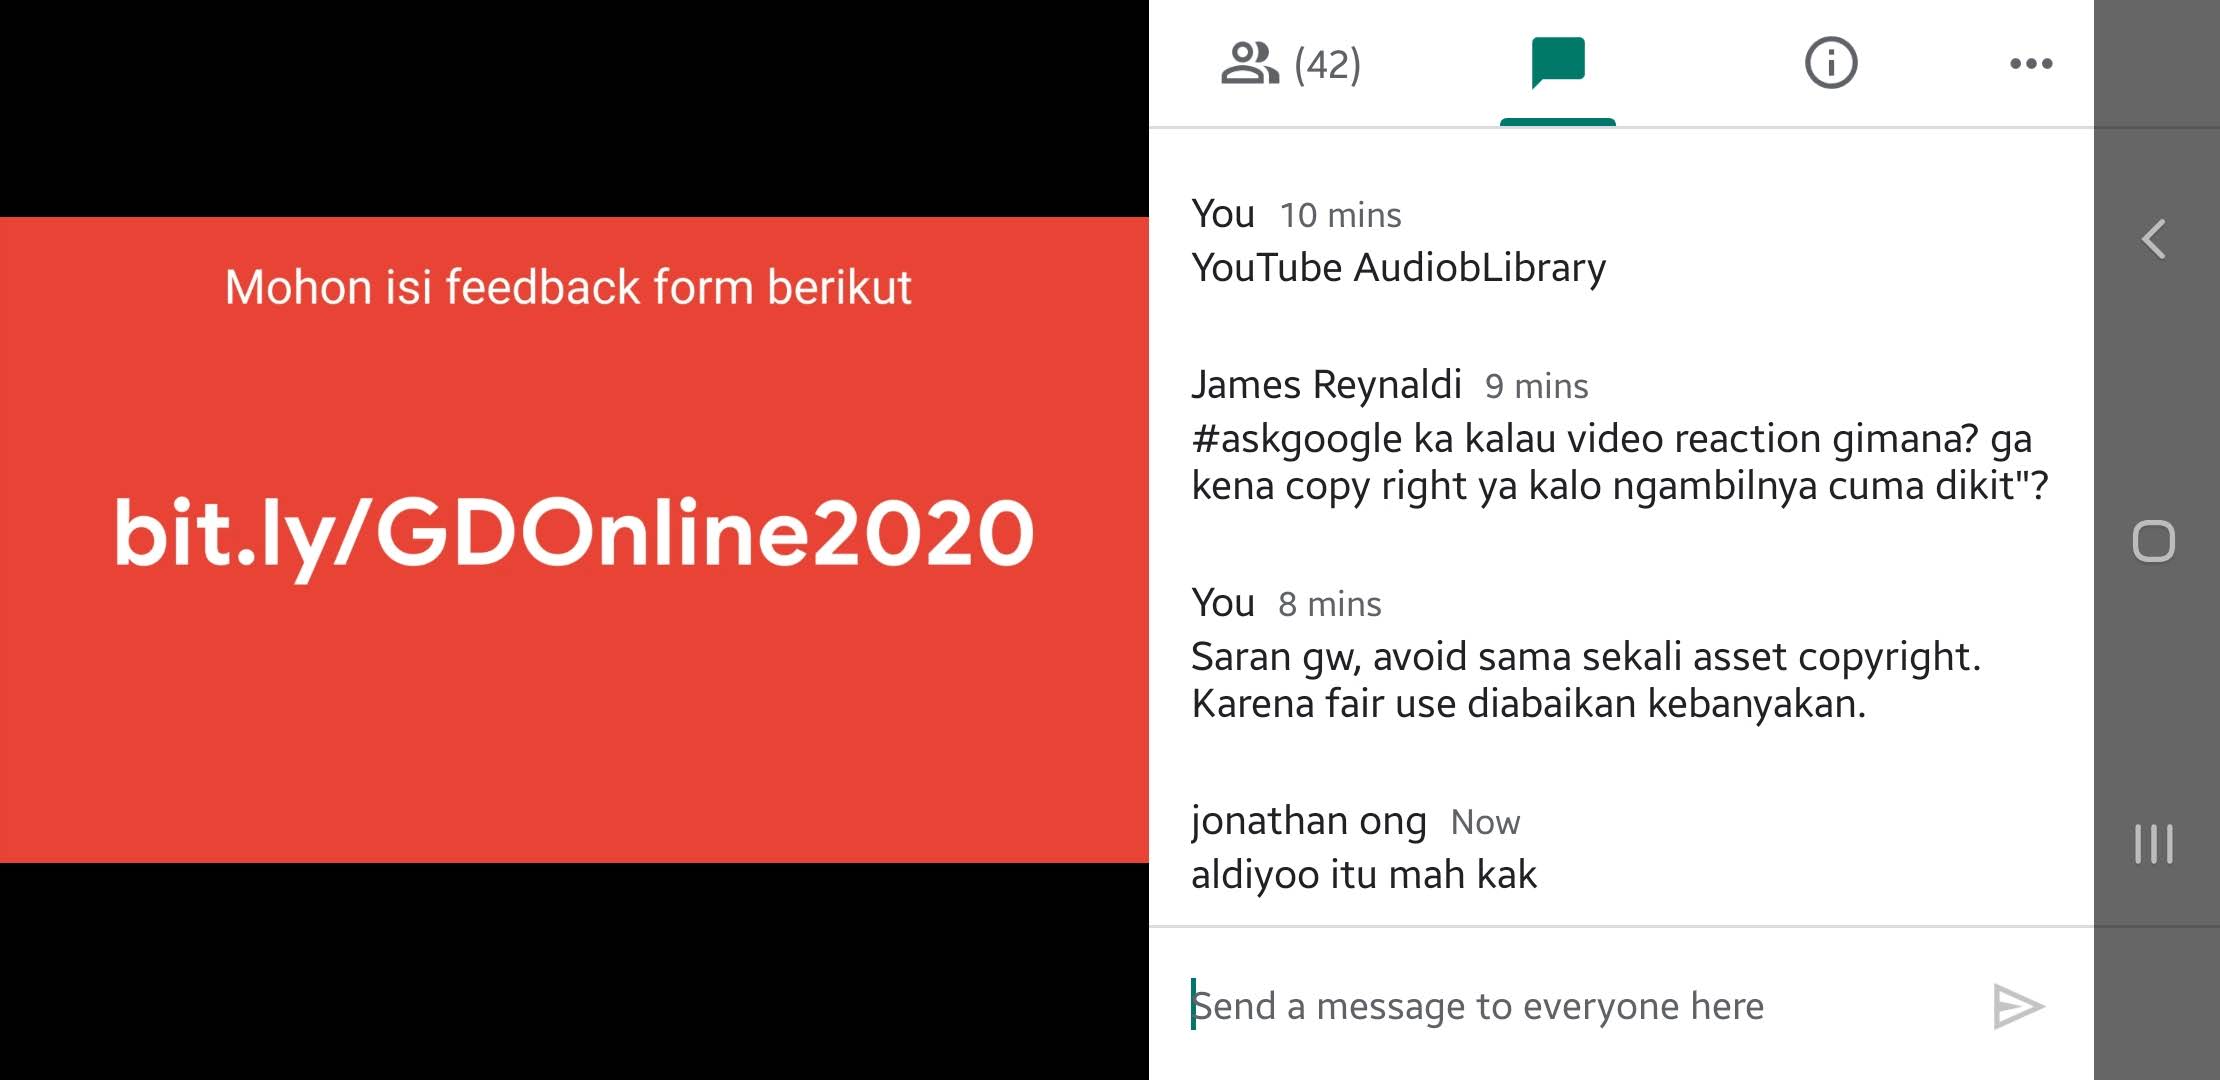 Mohon isi feedback form berikut
bit.ly/GDOnline2020
(42)
You 10 mins
YouTube AudiobLibrary
James Reynaldi 9 mins
#askgoogle ka kalau video reaction gimana? ga
kena copy right ya kalo ngambilnya cuma dikit"?
You 8 mins
Saran gw, avoid sama sekali asset copyright.
Karena fair use diabaikan kebanyakan.
jonathan ong Now
aldiyoo itu mah kak
Send a message to everyone here